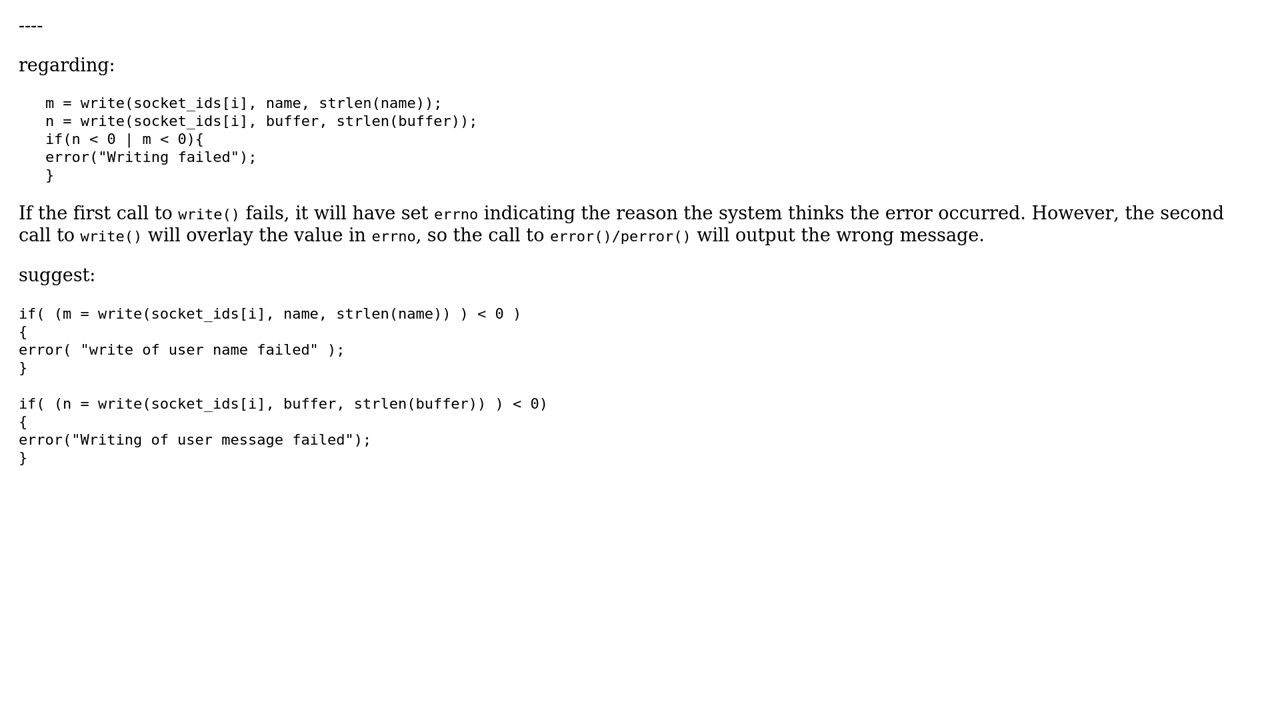 ----
regarding:
m = write(socket_ids[i], name, strlen(name));
n = write(socket_ids[i], buffer, strlen(buffer));
if(n < 0 | m < 0){
error("Writing failed");
}
If the first call to write() fails, it will have set errno indicating the reason the system thinks the error occurred. However, the second
call to write() will overlay the value in errno, so the call to error()/perror() will output the wrong message.
suggest:
if( (m = write(socket_ids[i], name, strlen(name)) ) < 0 )
{
error( "write of user name failed" );
}
if( (n = write(socket_ids[i], buffer, strlen(buffer)) ) < 0)
{
error("Writing of user message failed");
}